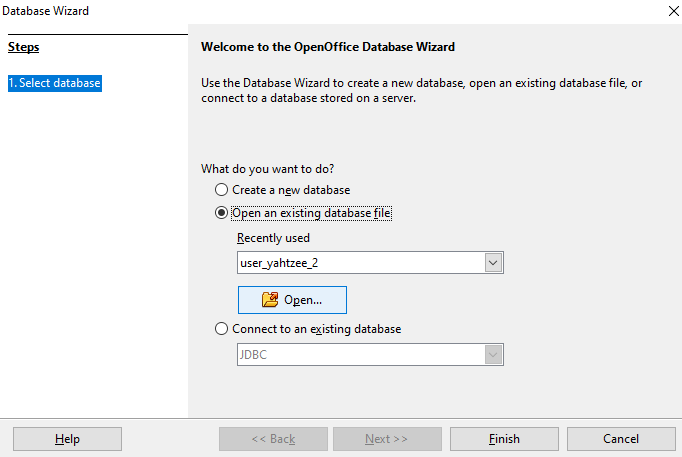 Database Wizard
Steps
1. Select database
Welcome to the OpenOffice Database Wizard
Use the Database Wizard to create a new database, open an existing database file, or
connect to a database stored on a server.
What do you want to do?
Create a new database
Open an existing database file
Recently used
user_yahtzee_2
Open...
Connect to an existing database
JDBC
Help
<< Back
Next >>
Finish
Cancel